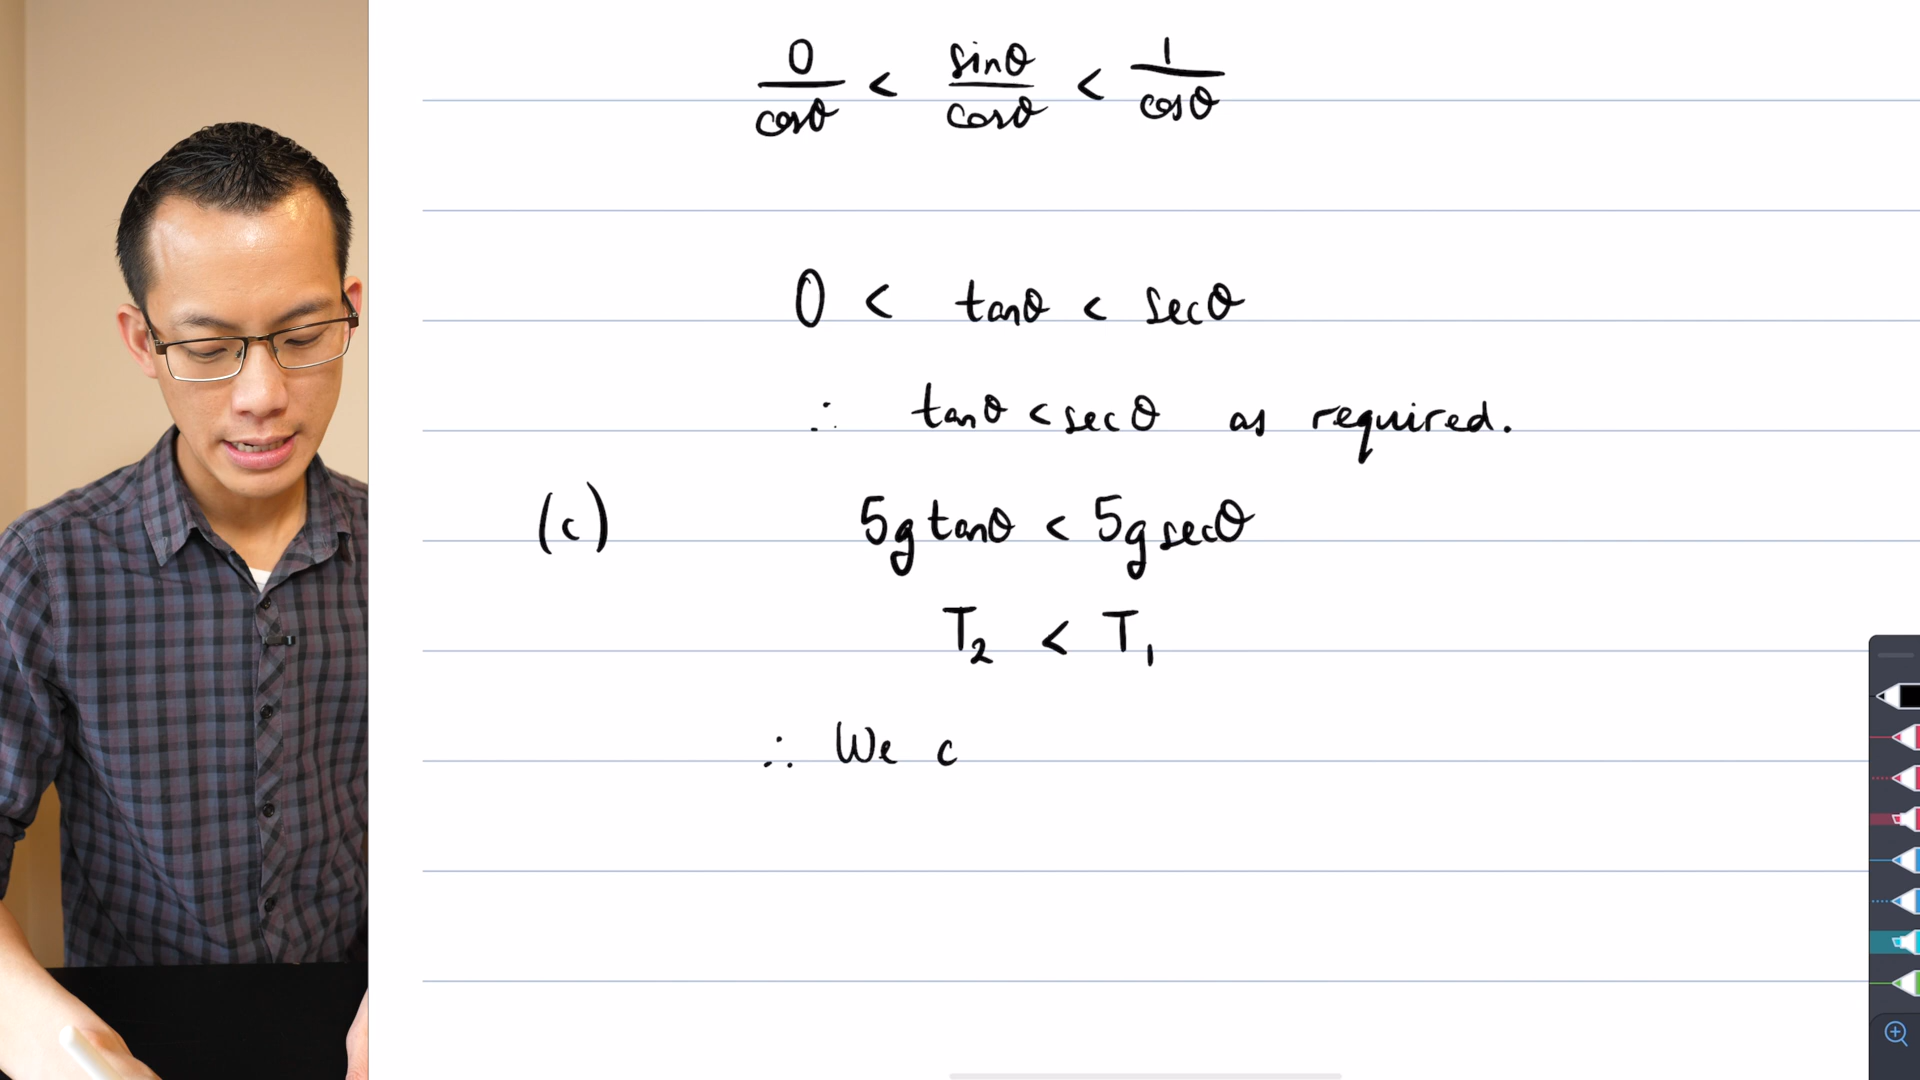 0/cosθ < sinθ/cosθ < 1/cosθ
0 < tanθ < secθ
∴ tanθ < secθ as required.
(c) 5g tanθ < 5g secθ
T₂ < T₁
∴ We c